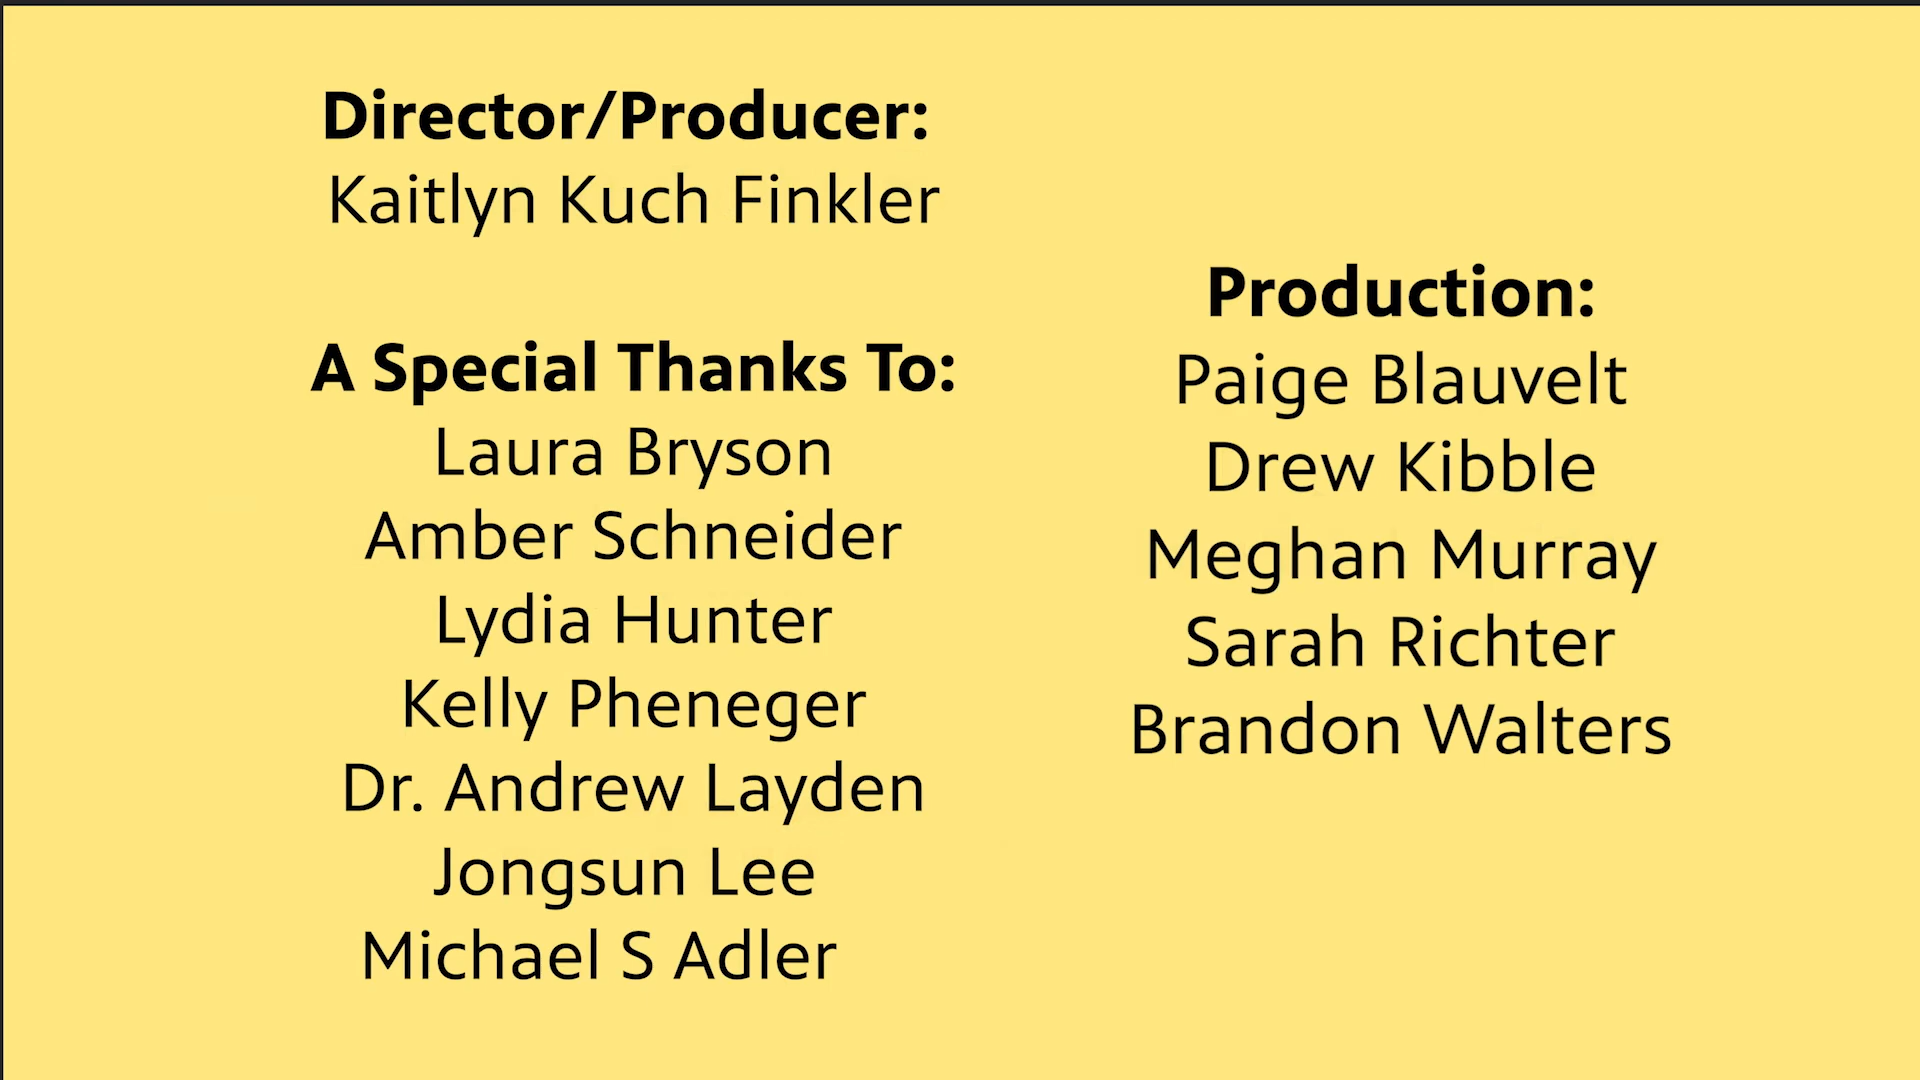 Director/Producer:
Kaitlyn Kuch Finkler
A Special Thanks To:
Laura Bryson
Amber Schneider
Lydia Hunter
Kelly Pheneger
Dr. Andrew Layden
Jongsun Lee
Michael S Adler
Production:
Paige Blauvelt
Drew Kibble
Meghan Murray
Sarah Richter
Brandon Walters